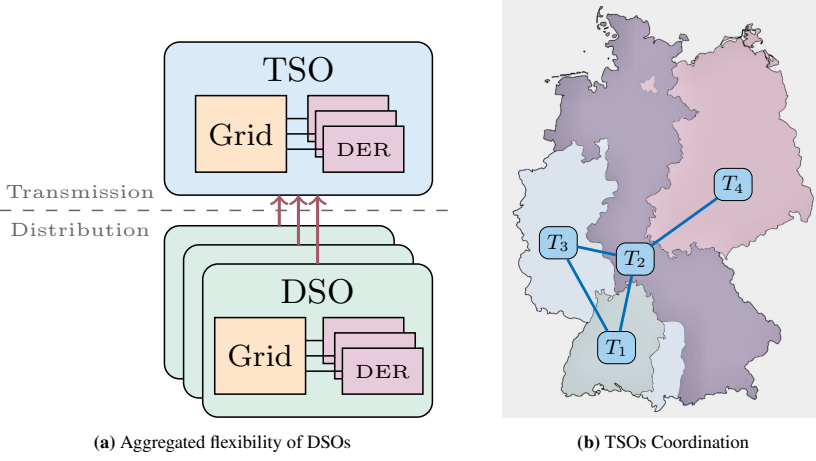 TSO
Grid
DER
Transmission
Distribution
DSO
Grid
DER
(a) Aggregated flexibility of DSOs
T₄
T₃
T₂
T₁
(b) TSOs Coordination